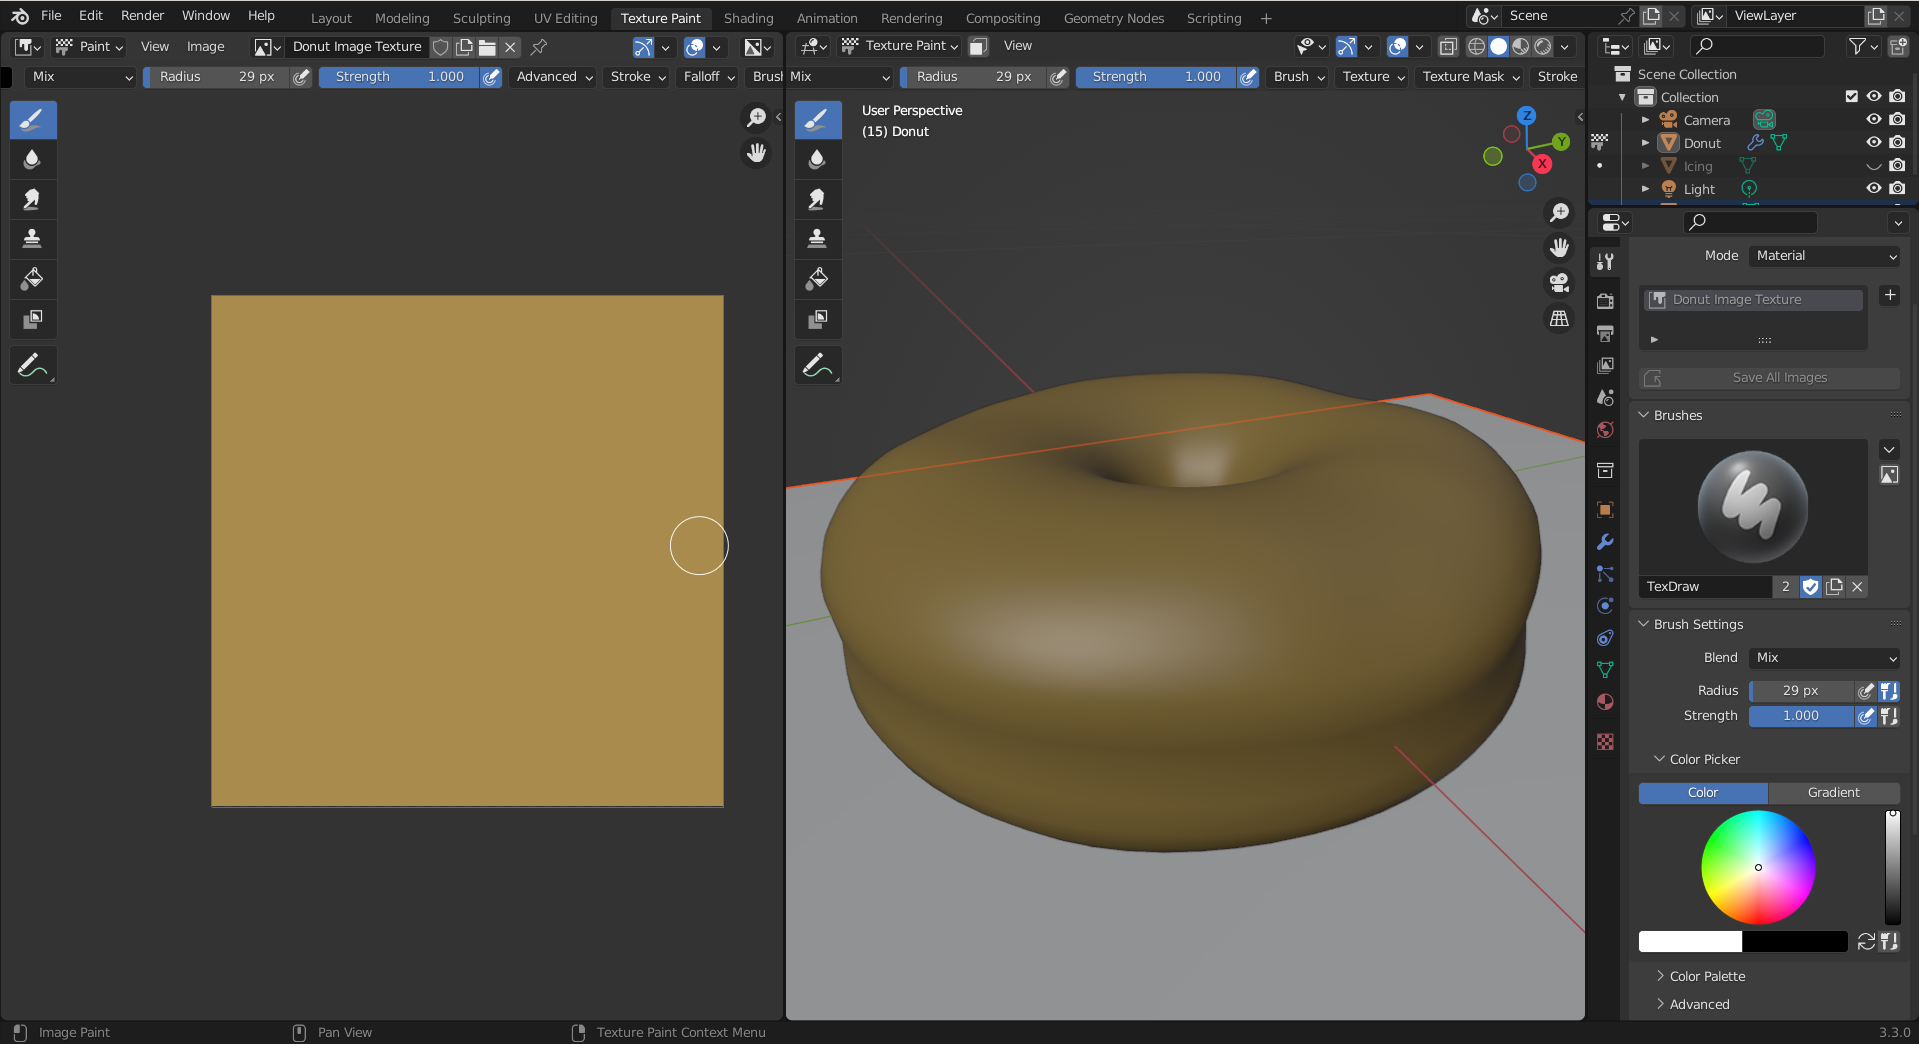 File Edit Render Window Help Layout Modeling Sculpting UV Editing Texture Paint Shading Animation Rendering Compositing Geometry Nodes Scripting + Scene ViewLayer
Paint View Image Donut Image Texture Texture Paint View
Mix Radius 29 px Strength 1.000 Advanced Stroke Falloff Brush Mix Radius 29 px Strength 1.000 Brush Texture Texture Mask Stroke
User Perspective
(15) Donut
Z
Y
X
Scene Collection
Collection
Camera
Donut
Icing
Light
Mode Material
Donut Image Texture
Save All Images
Brushes
TexDraw 2
Brush Settings
Blend Mix
Radius 29 px
Strength 1.000
Color Picker
Color Gradient
Color Palette
Advanced
Image Paint Pan View Texture Paint Context Menu 3.3.0